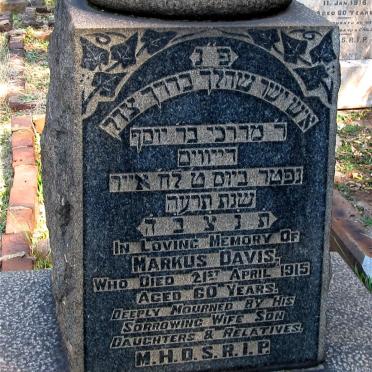 פ נ
איש ישר שהלך בדרך צדק
ר מרדכי בר יוסף
דייוויס
נפטר ביום ט לח אייר
שנת תרעה
ת נ צ ב ה
IN LOVING MEMORY OF
MARKUS DAVIS,
WHO DIED 21ST APRIL 1915
AGED 60 YEARS.
DEEPLY MOURNED BY HIS
SORROWING WIFE SON
DAUGHTERS & RELATIVES.
M.H.D.S.R.I.P.
S.R.I.P.